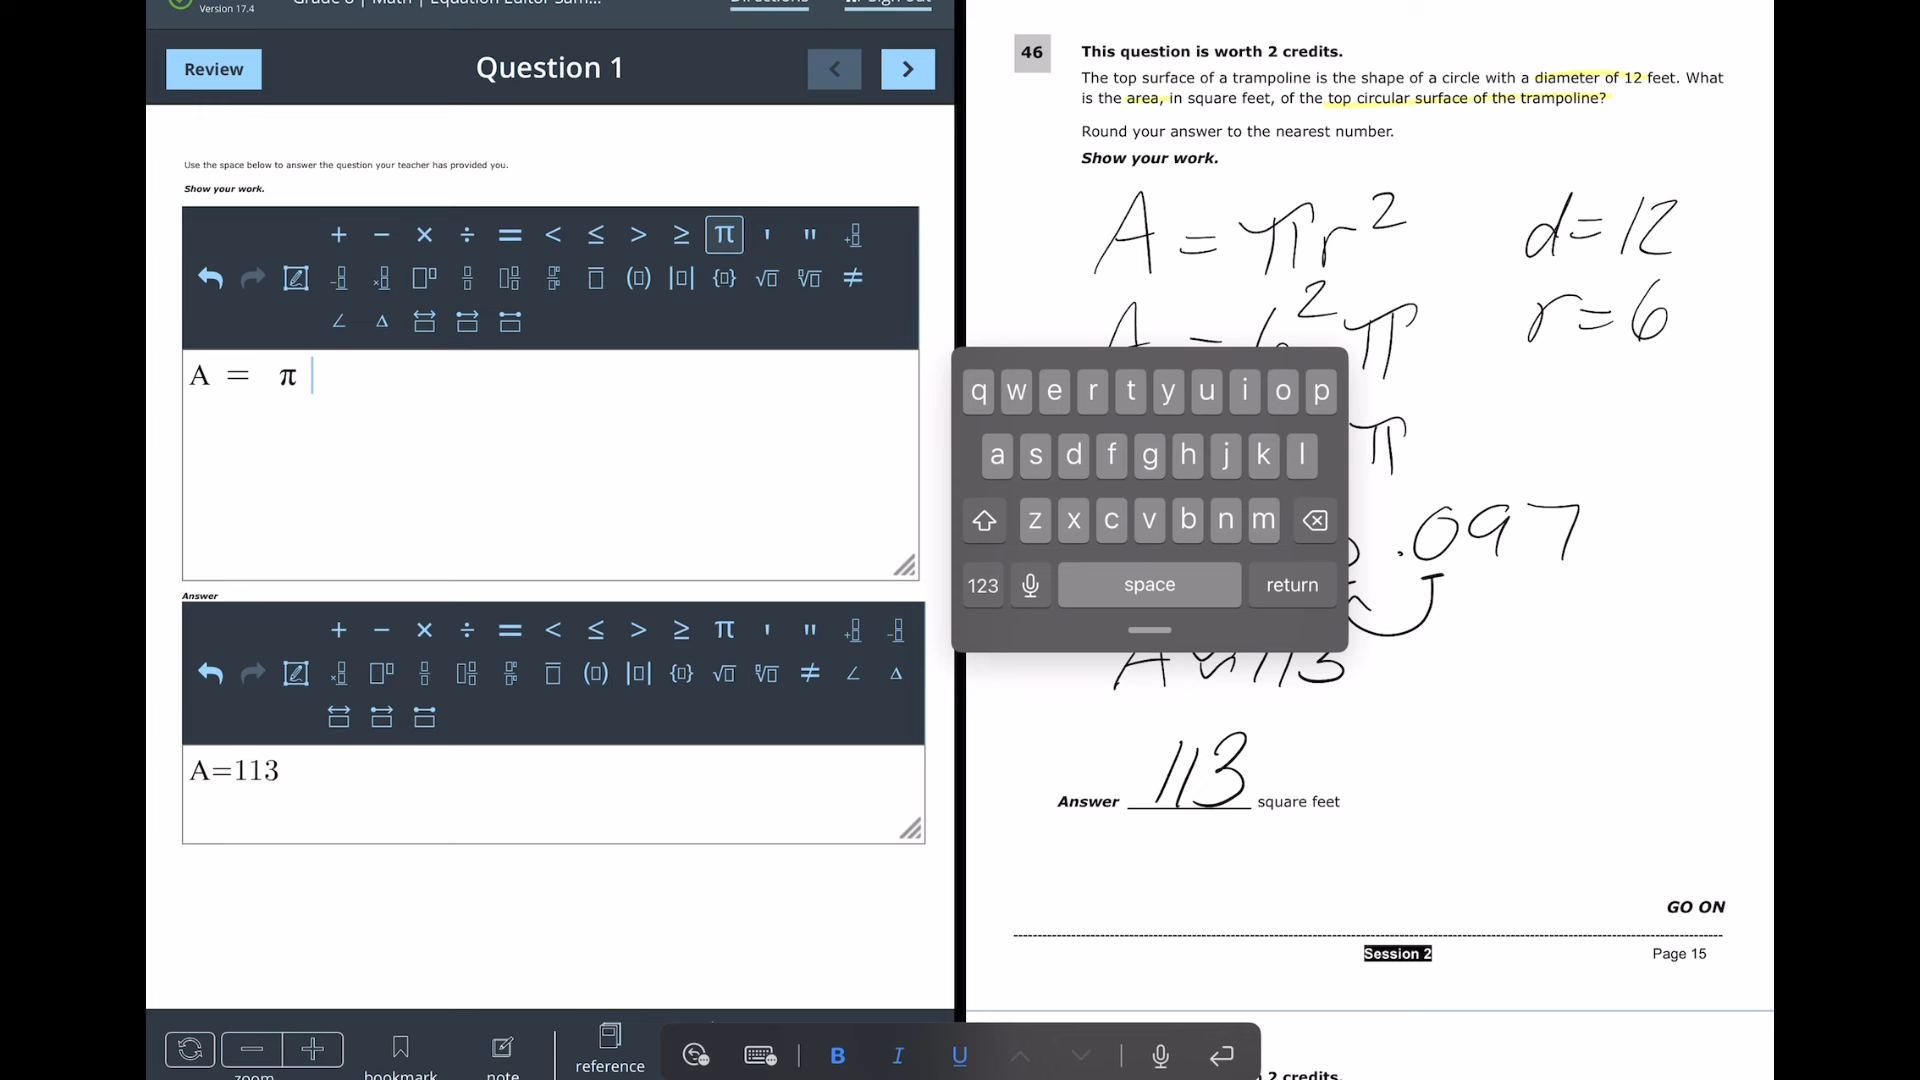 Version 17.4
Review
Question 1
Use the space below to answer the question your teacher has provided you.
Show your work.
+ − × ÷ = < ≤ > ≥ π ' "
≠
∠ Δ
A = π
Answer
+ − × ÷ = < ≤ > ≥ π ' "
≠ ∠ Δ
A=113
zoom
bookmark
note
reference
B I U
46
This question is worth 2 credits.
The top surface of a trampoline is the shape of a circle with a diameter of 12 feet. What
is the area, in square feet, of the top circular surface of the trampoline?
Round your answer to the nearest number.
Show your work.
A = πr²
d=12
r=6
A = 6²π
π
.097
A ≈ 113
q w e r t y u i o p
a s d f g h j k l
z x c v b n m
123 space return
Answer 113 square feet
GO ON
Session 2
Page 15
2 credits.